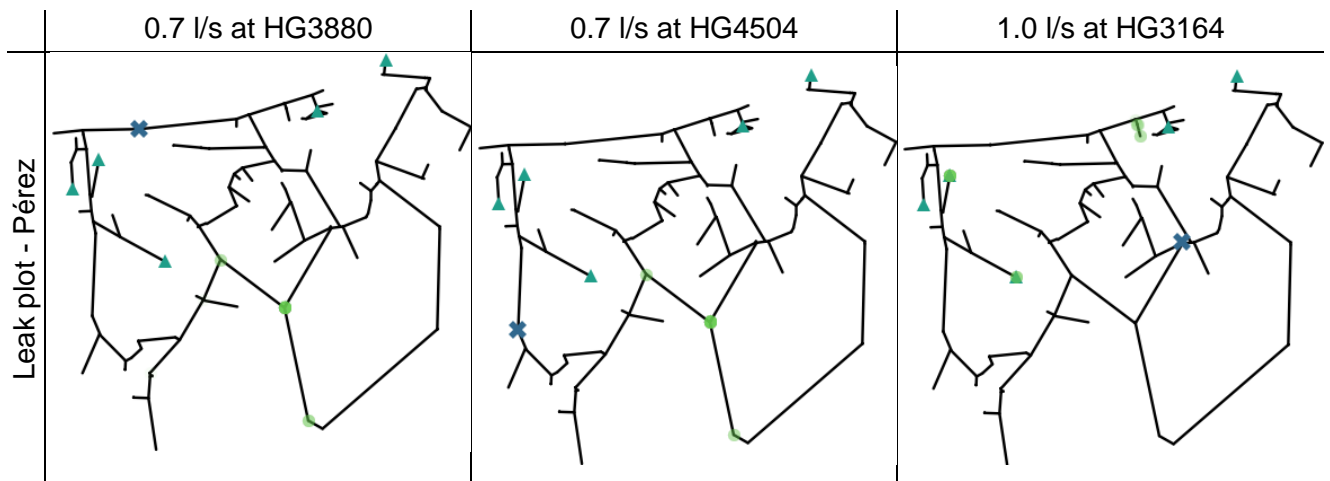 0.7 l/s at HG3880
0.7 l/s at HG4504
1.0 l/s at HG3164
Leak plot - Pérez